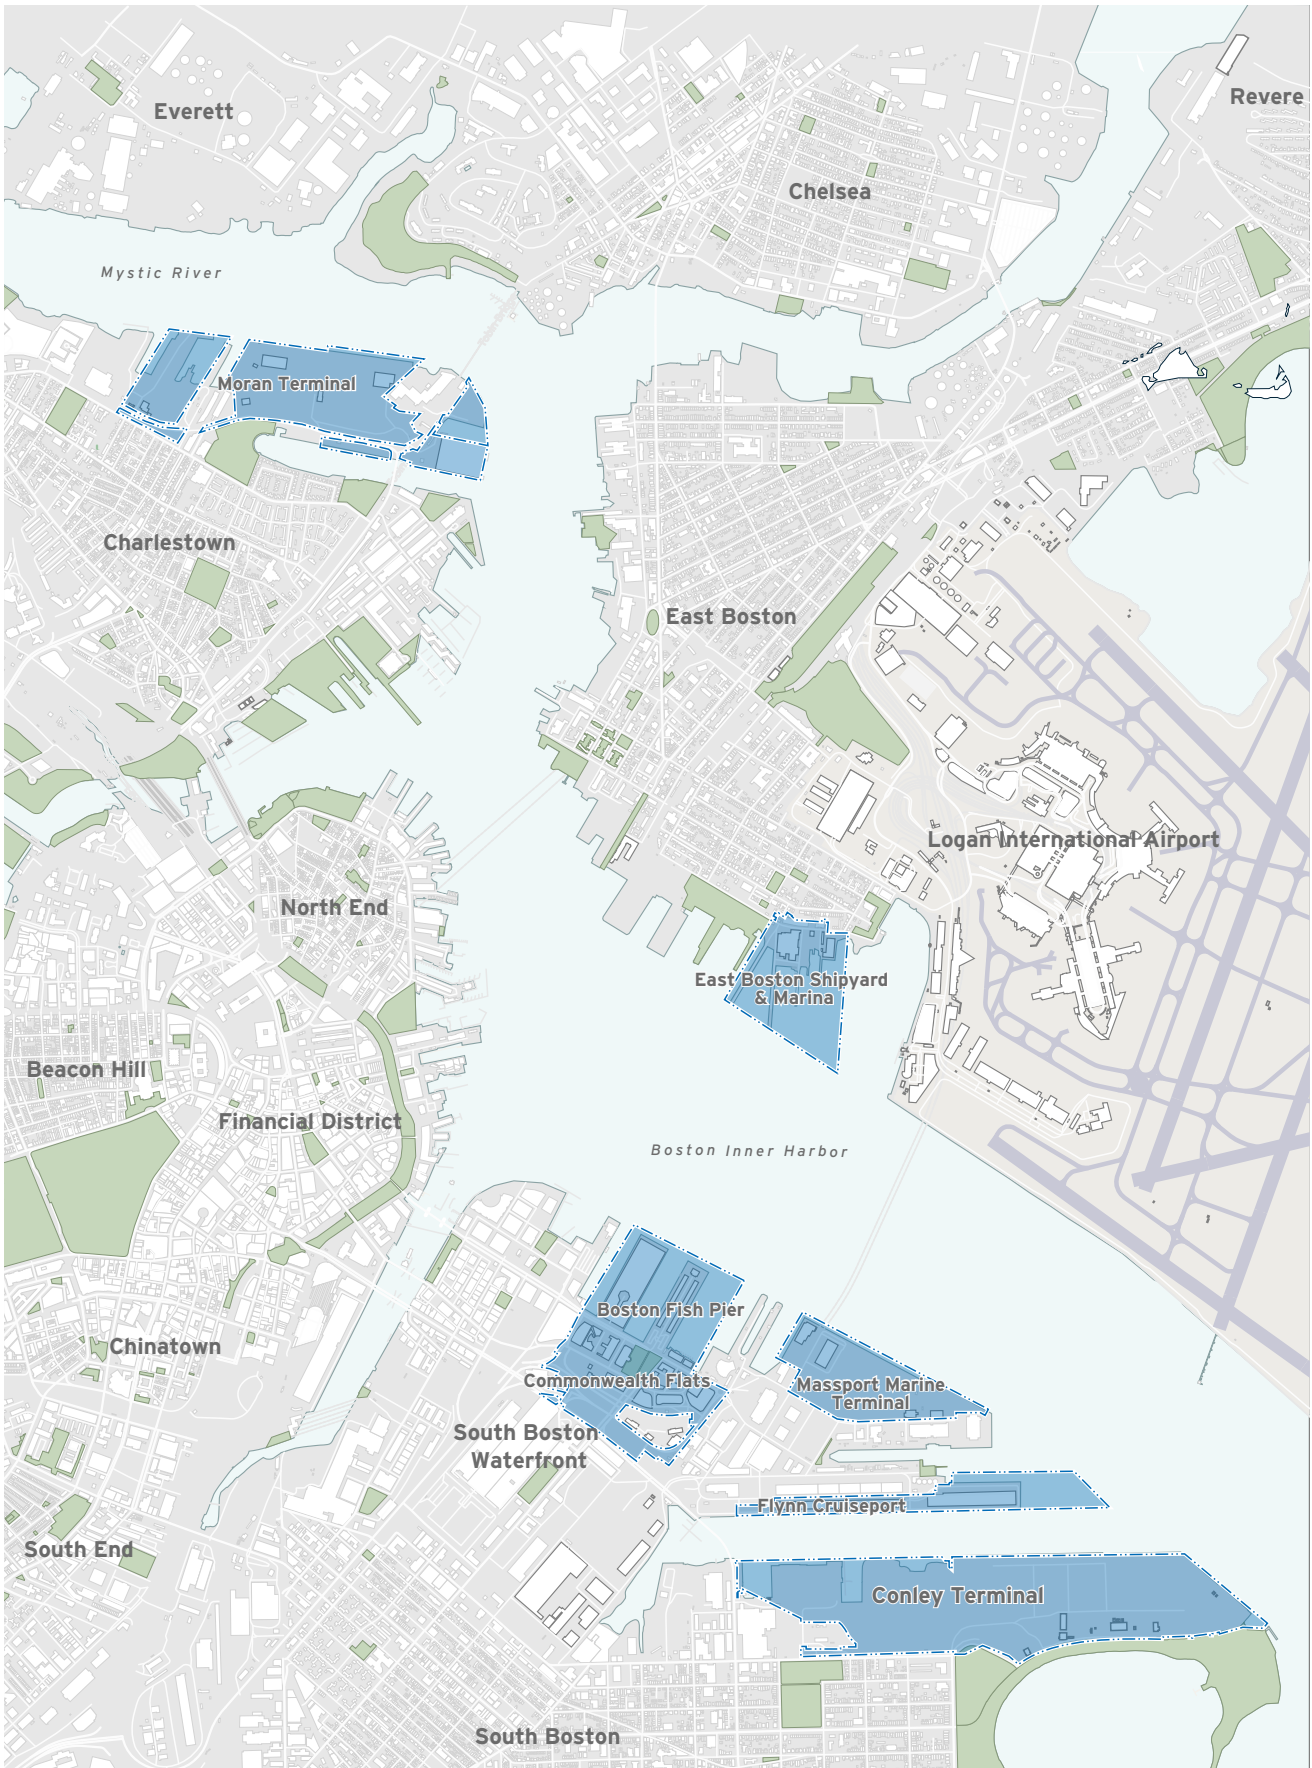 Revere
Everett
Chelsea
Mystic River
Moran Terminal
Charlestown
East Boston
Logan International Airport
North End
East Boston Shipyard
& Marina
Beacon Hill
Financial District
Boston Inner Harbor
Boston Fish Pier
Chinatown
Commonwealth Flats
Massport Marine
Terminal
South Boston
Waterfront
Flynn Cruiseport
South End
Conley Terminal
South Boston